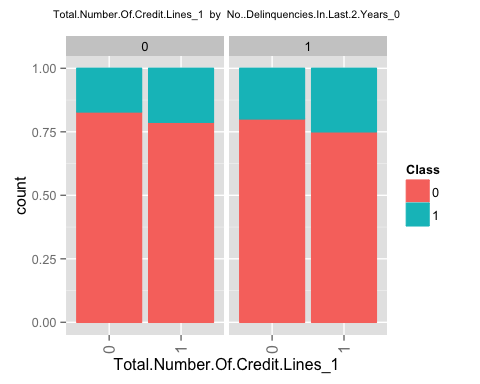 Total.Number.Of.Credit.Lines_1 by No..Delinquencies.In.Last.2.Years_0
0 1
1.00
0.75
0.50
0.25
0.00
count
0 1 0 1
Total.Number.Of.Credit.Lines_1
Class
0
1